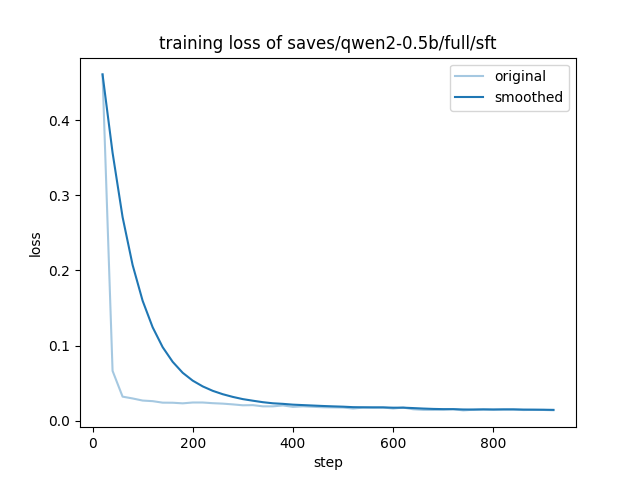 training loss of saves/qwen2-0.5b/full/sft
original
smoothed
0.4
0.3
0.2
0.1
0.0
loss
0 200 400 600 800
step